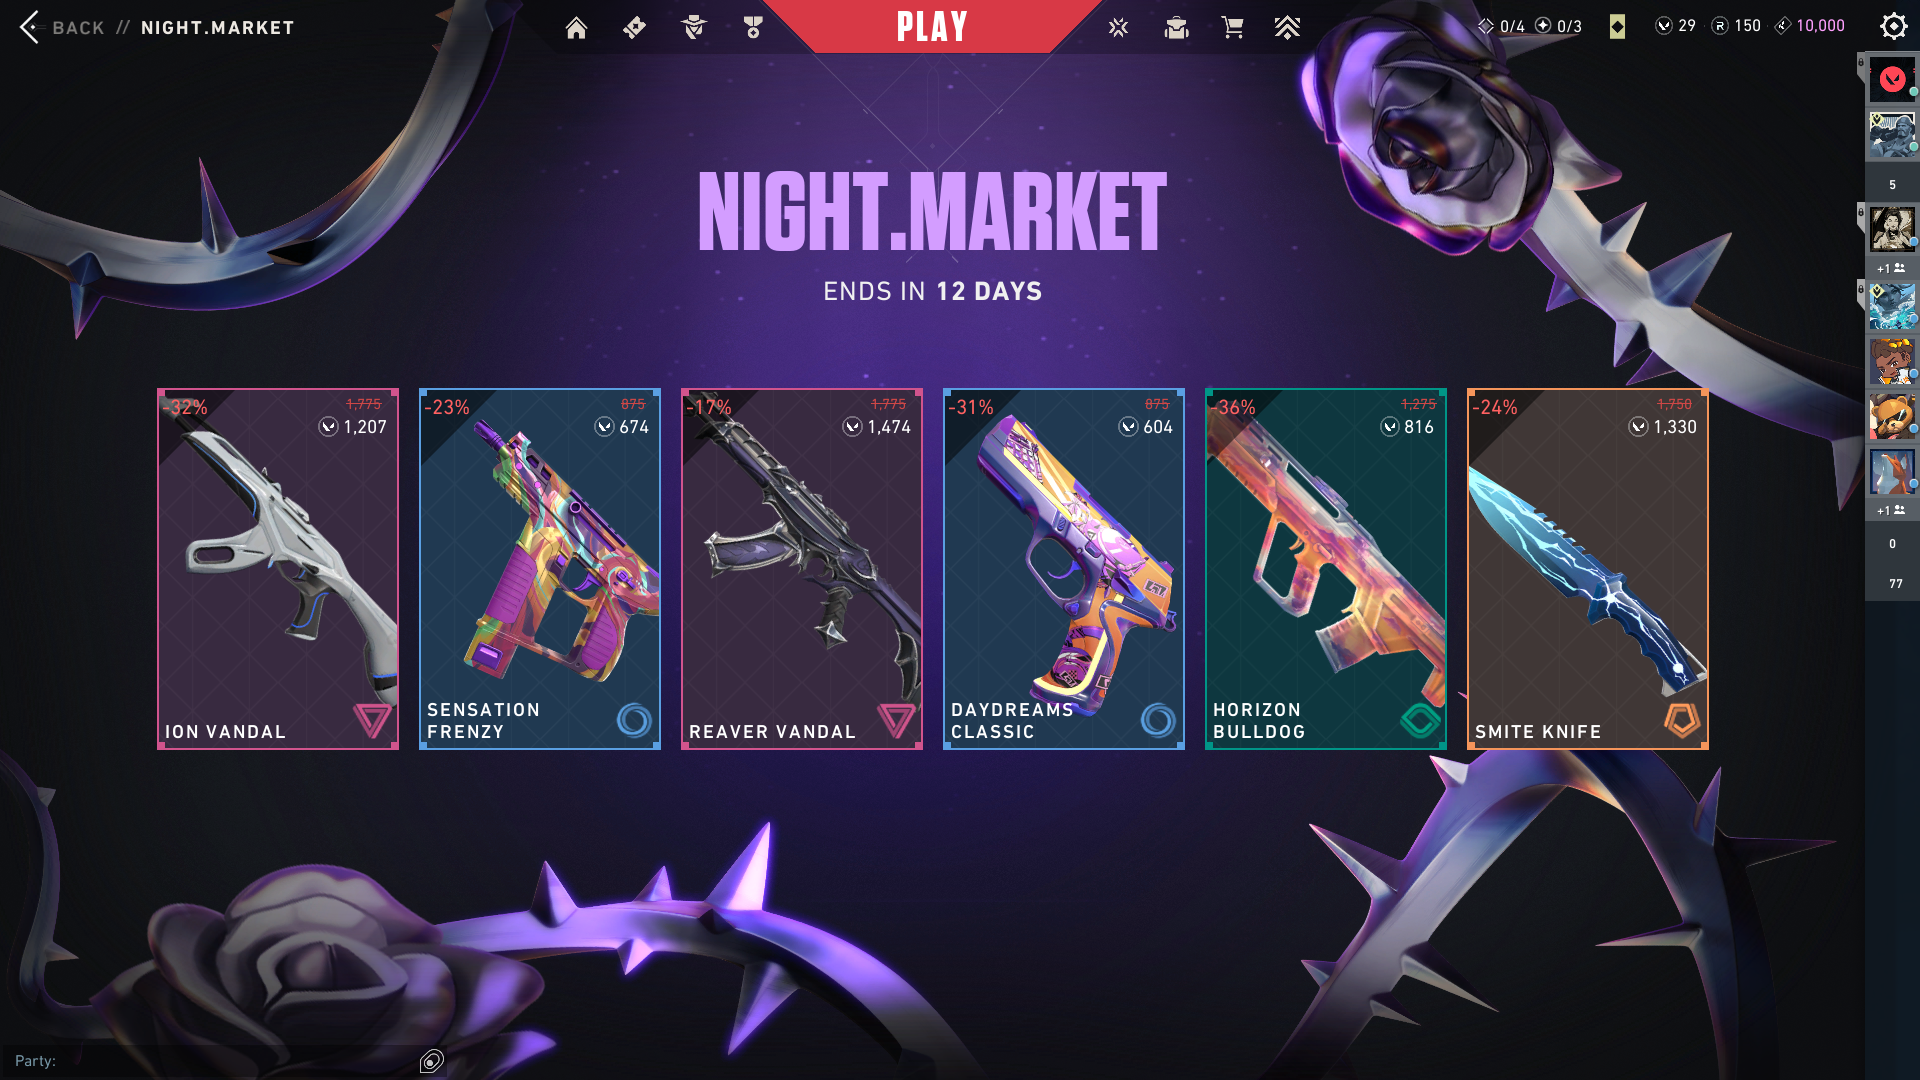 BACK // NIGHT.MARKET
PLAY
0/4 0/3
29 150 10,000
NIGHT.MARKET
ENDS IN 12 DAYS
-32% 1,775
1,207
ION VANDAL
-23% 875
674
SENSATION
FRENZY
-17% 1,775
1,474
REAVER VANDAL
-31% 875
604
DAYDREAMS
CLASSIC
-36% 1,275
816
HORIZON
BULLDOG
-24% 1,750
1,330
SMITE KNIFE
5
+1
+1
0
77
Party: